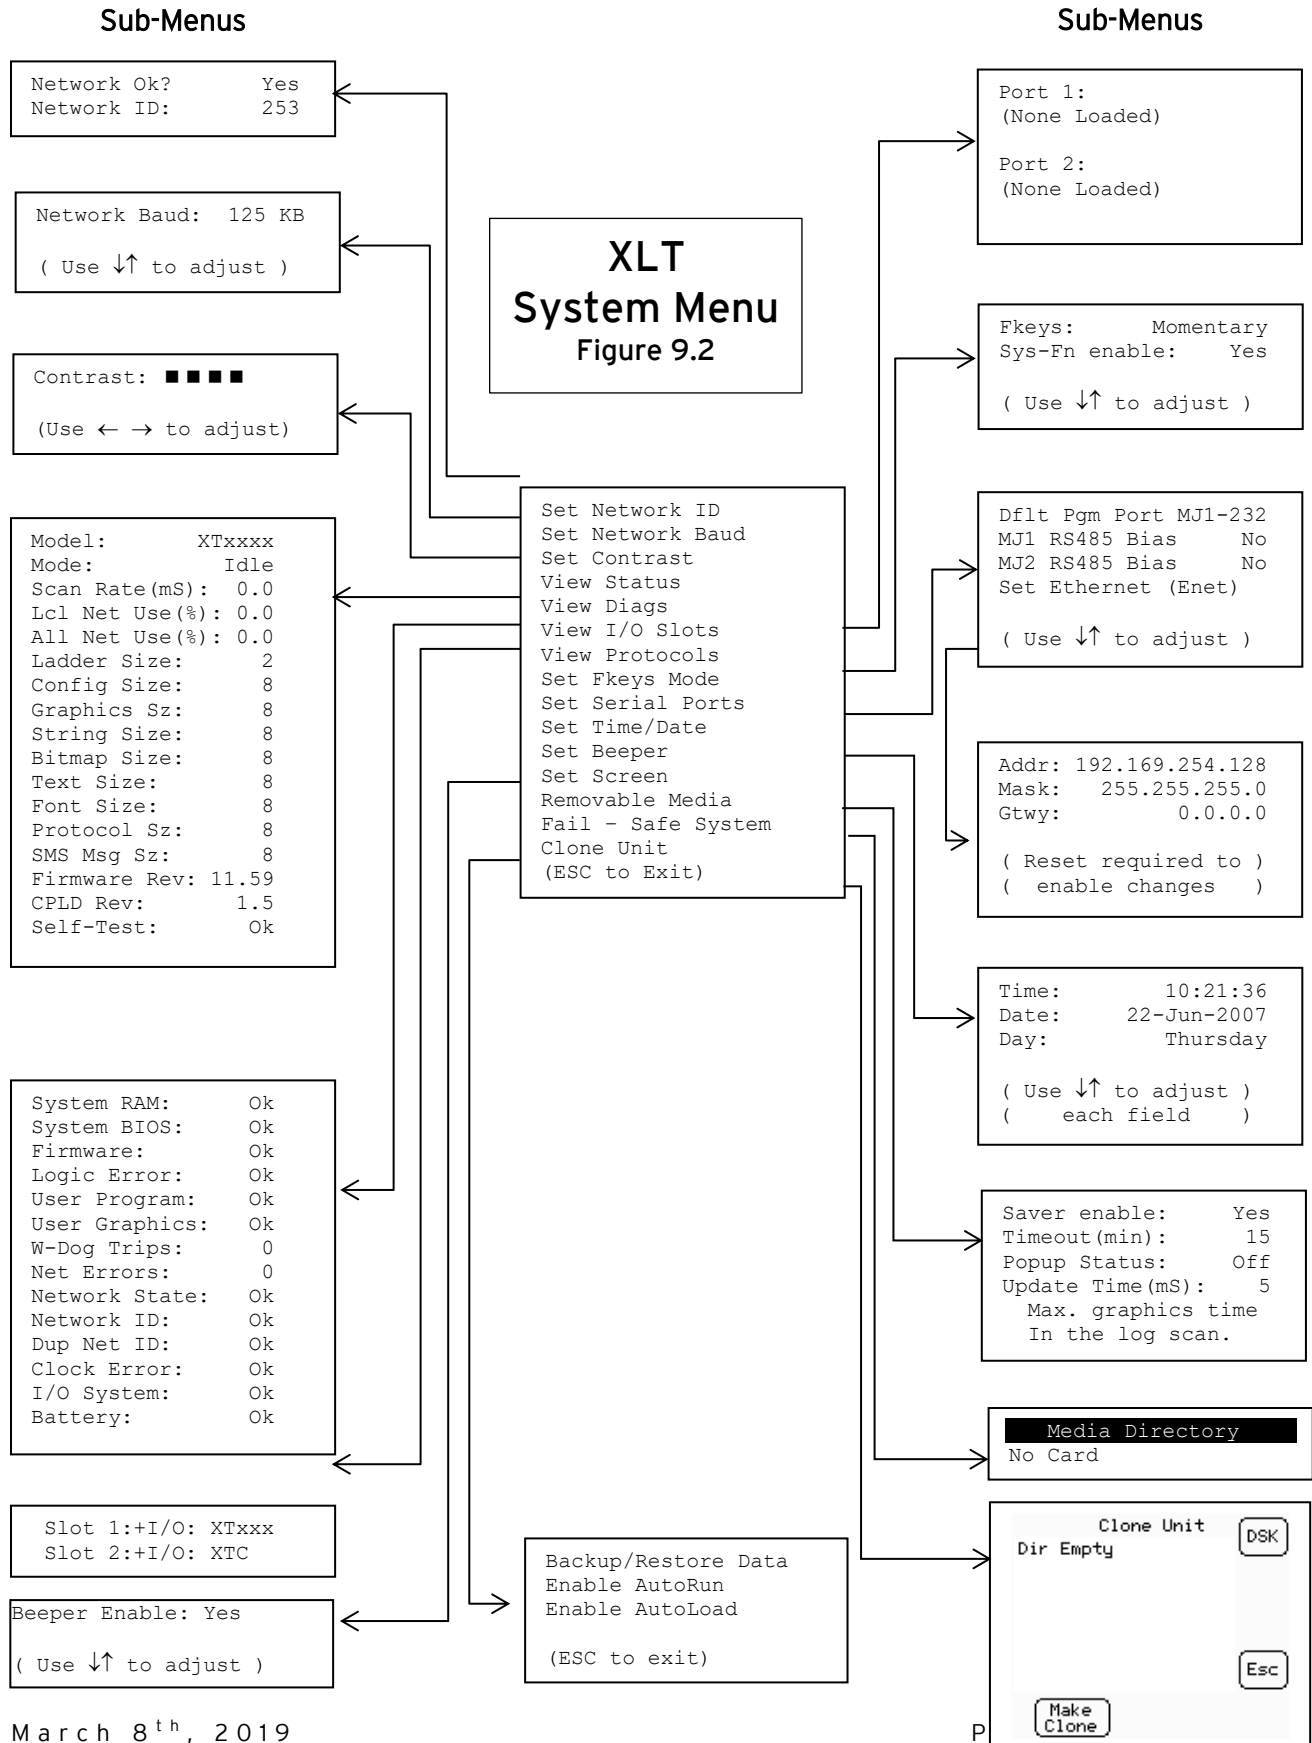 Sub-Menus
Sub-Menus
Network Ok? Yes
Network ID: 253
Network Baud: 125 KB
( Use ↓↑ to adjust )
Contrast: ■■■■
(Use ← → to adjust)
Model: XTxxxx
Mode: Idle
Scan Rate(mS): 0.0
Lcl Net Use(%): 0.0
All Net Use(%): 0.0
Ladder Size: 2
Config Size: 8
Graphics Sz: 8
String Size: 8
Bitmap Size: 8
Text Size: 8
Font Size: 8
Protocol Sz: 8
SMS Msg Sz: 8
Firmware Rev: 11.59
CPLD Rev: 1.5
Self-Test: Ok
System RAM: Ok
System BIOS: Ok
Firmware: Ok
Logic Error: Ok
User Program: Ok
User Graphics: Ok
W-Dog Trips: 0
Net Errors: 0
Network State: Ok
Network ID: Ok
Dup Net ID: Ok
Clock Error: Ok
I/O System: Ok
Battery: Ok
Slot 1:+I/O: XTxxx
Slot 2:+I/O: XTC
Beeper Enable: Yes
( Use ↓↑ to adjust )
XLT
System Menu
Figure 9.2
Set Network ID
Set Network Baud
Set Contrast
View Status
View Diags
View I/O Slots
View Protocols
Set Fkeys Mode
Set Serial Ports
Set Time/Date
Set Beeper
Set Screen
Removable Media
Fail – Safe System
Clone Unit
(ESC to Exit)
Backup/Restore Data
Enable AutoRun
Enable AutoLoad
(ESC to exit)
Port 1:
(None Loaded)
Port 2:
(None Loaded)
Fkeys: Momentary
Sys-Fn enable: Yes
( Use ↓↑ to adjust )
Dflt Pgm Port MJ1-232
MJ1 RS485 Bias No
MJ2 RS485 Bias No
Set Ethernet (Enet)
( Use ↓↑ to adjust )
Addr: 192.169.254.128
Mask: 255.255.255.0
Gtwy: 0.0.0.0
( Reset required to )
( enable changes )
Time: 10:21:36
Date: 22-Jun-2007
Day: Thursday
( Use ↓↑ to adjust )
( each field )
Saver enable: Yes
Timeout(min): 15
Popup Status: Off
Update Time(mS): 5
Max. graphics time
In the log scan.
Media Directory
No Card
Clone Unit
DSK
Dir Empty
Esc
Make
Clone
March 8th, 2019
P